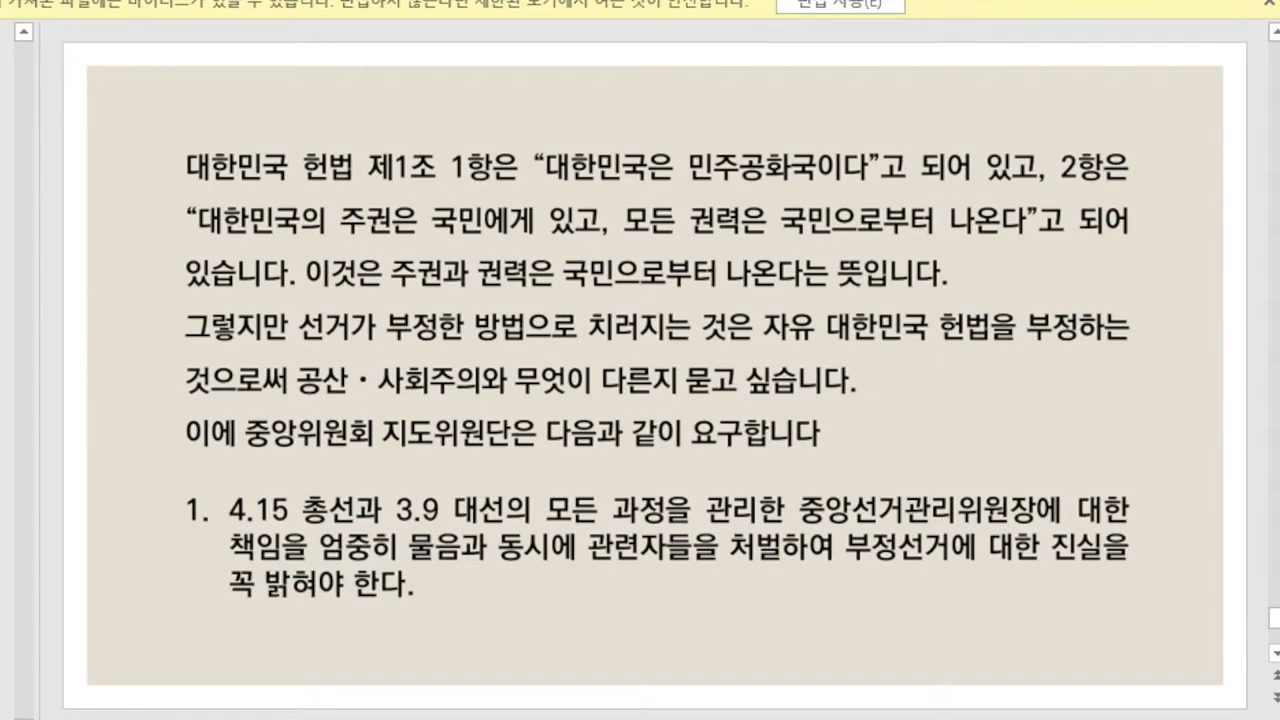 편집 사용(E)
대한민국 헌법 제1조 1항은 “대한민국은 민주공화국이다”고 되어 있고, 2항은
“대한민국의 주권은 국민에게 있고, 모든 권력은 국민으로부터 나온다”고 되어
있습니다. 이것은 주권과 권력은 국민으로부터 나온다는 뜻입니다.
그렇지만 선거가 부정한 방법으로 치러지는 것은 자유 대한민국 헌법을 부정하는
것으로써 공산・사회주의와 무엇이 다른지 묻고 싶습니다.
이에 중앙위원회 지도위원단은 다음과 같이 요구합니다
1. 4.15 총선과 3.9 대선의 모든 과정을 관리한 중앙선거관리위원장에 대한
책임을 엄중히 물음과 동시에 관련자들을 처벌하여 부정선거에 대한 진실을
꼭 밝혀야 한다.